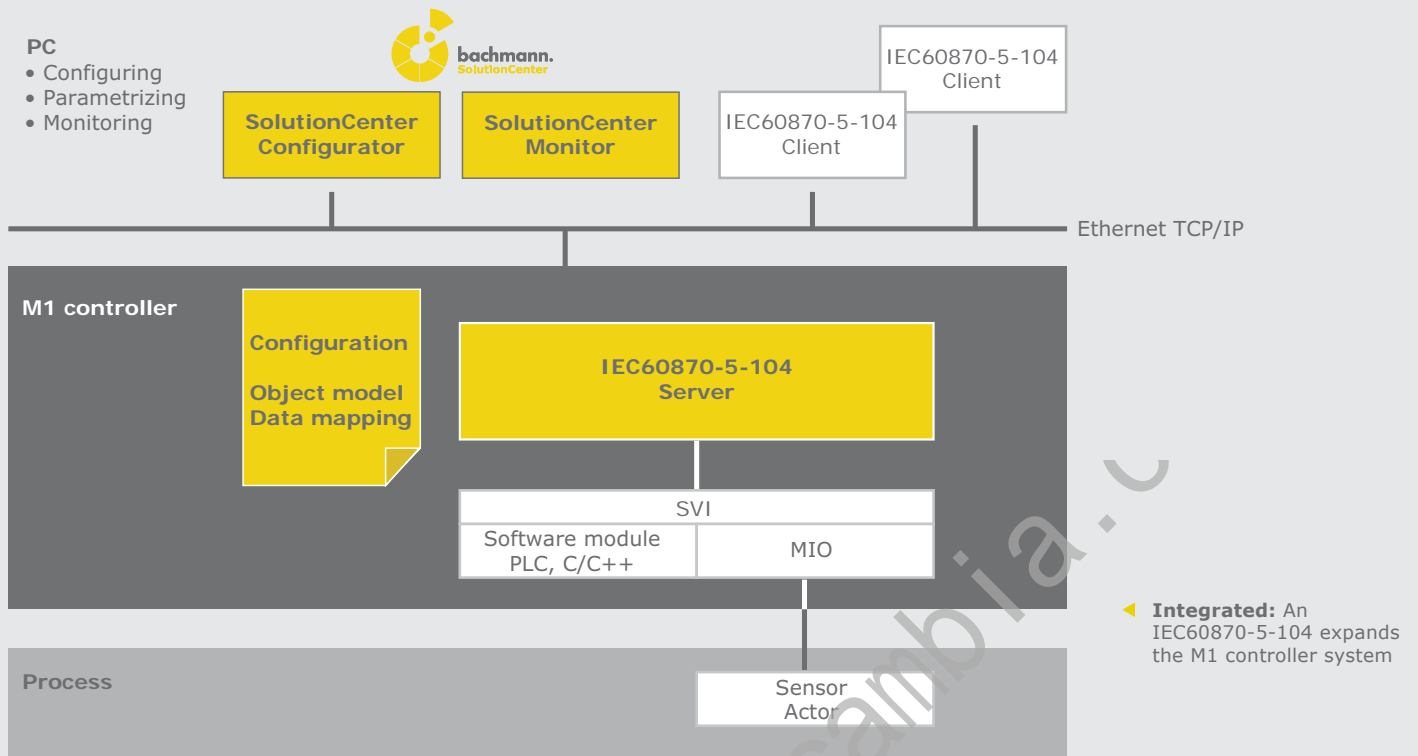 PC
• Configuring
• Parametrizing
• Monitoring
bachmann.
SolutionCenter
SolutionCenter
Configurator
SolutionCenter
Monitor
IEC60870-5-104
Client
IEC60870-5-104
Client
Ethernet TCP/IP
M1 controller
Configuration
Object model
Data mapping
IEC60870-5-104
Server
SVI
Software module
PLC, C/C++
MIO
Integrated: An
IEC60870-5-104 expands
the M1 controller system
Process
Sensor
Actor